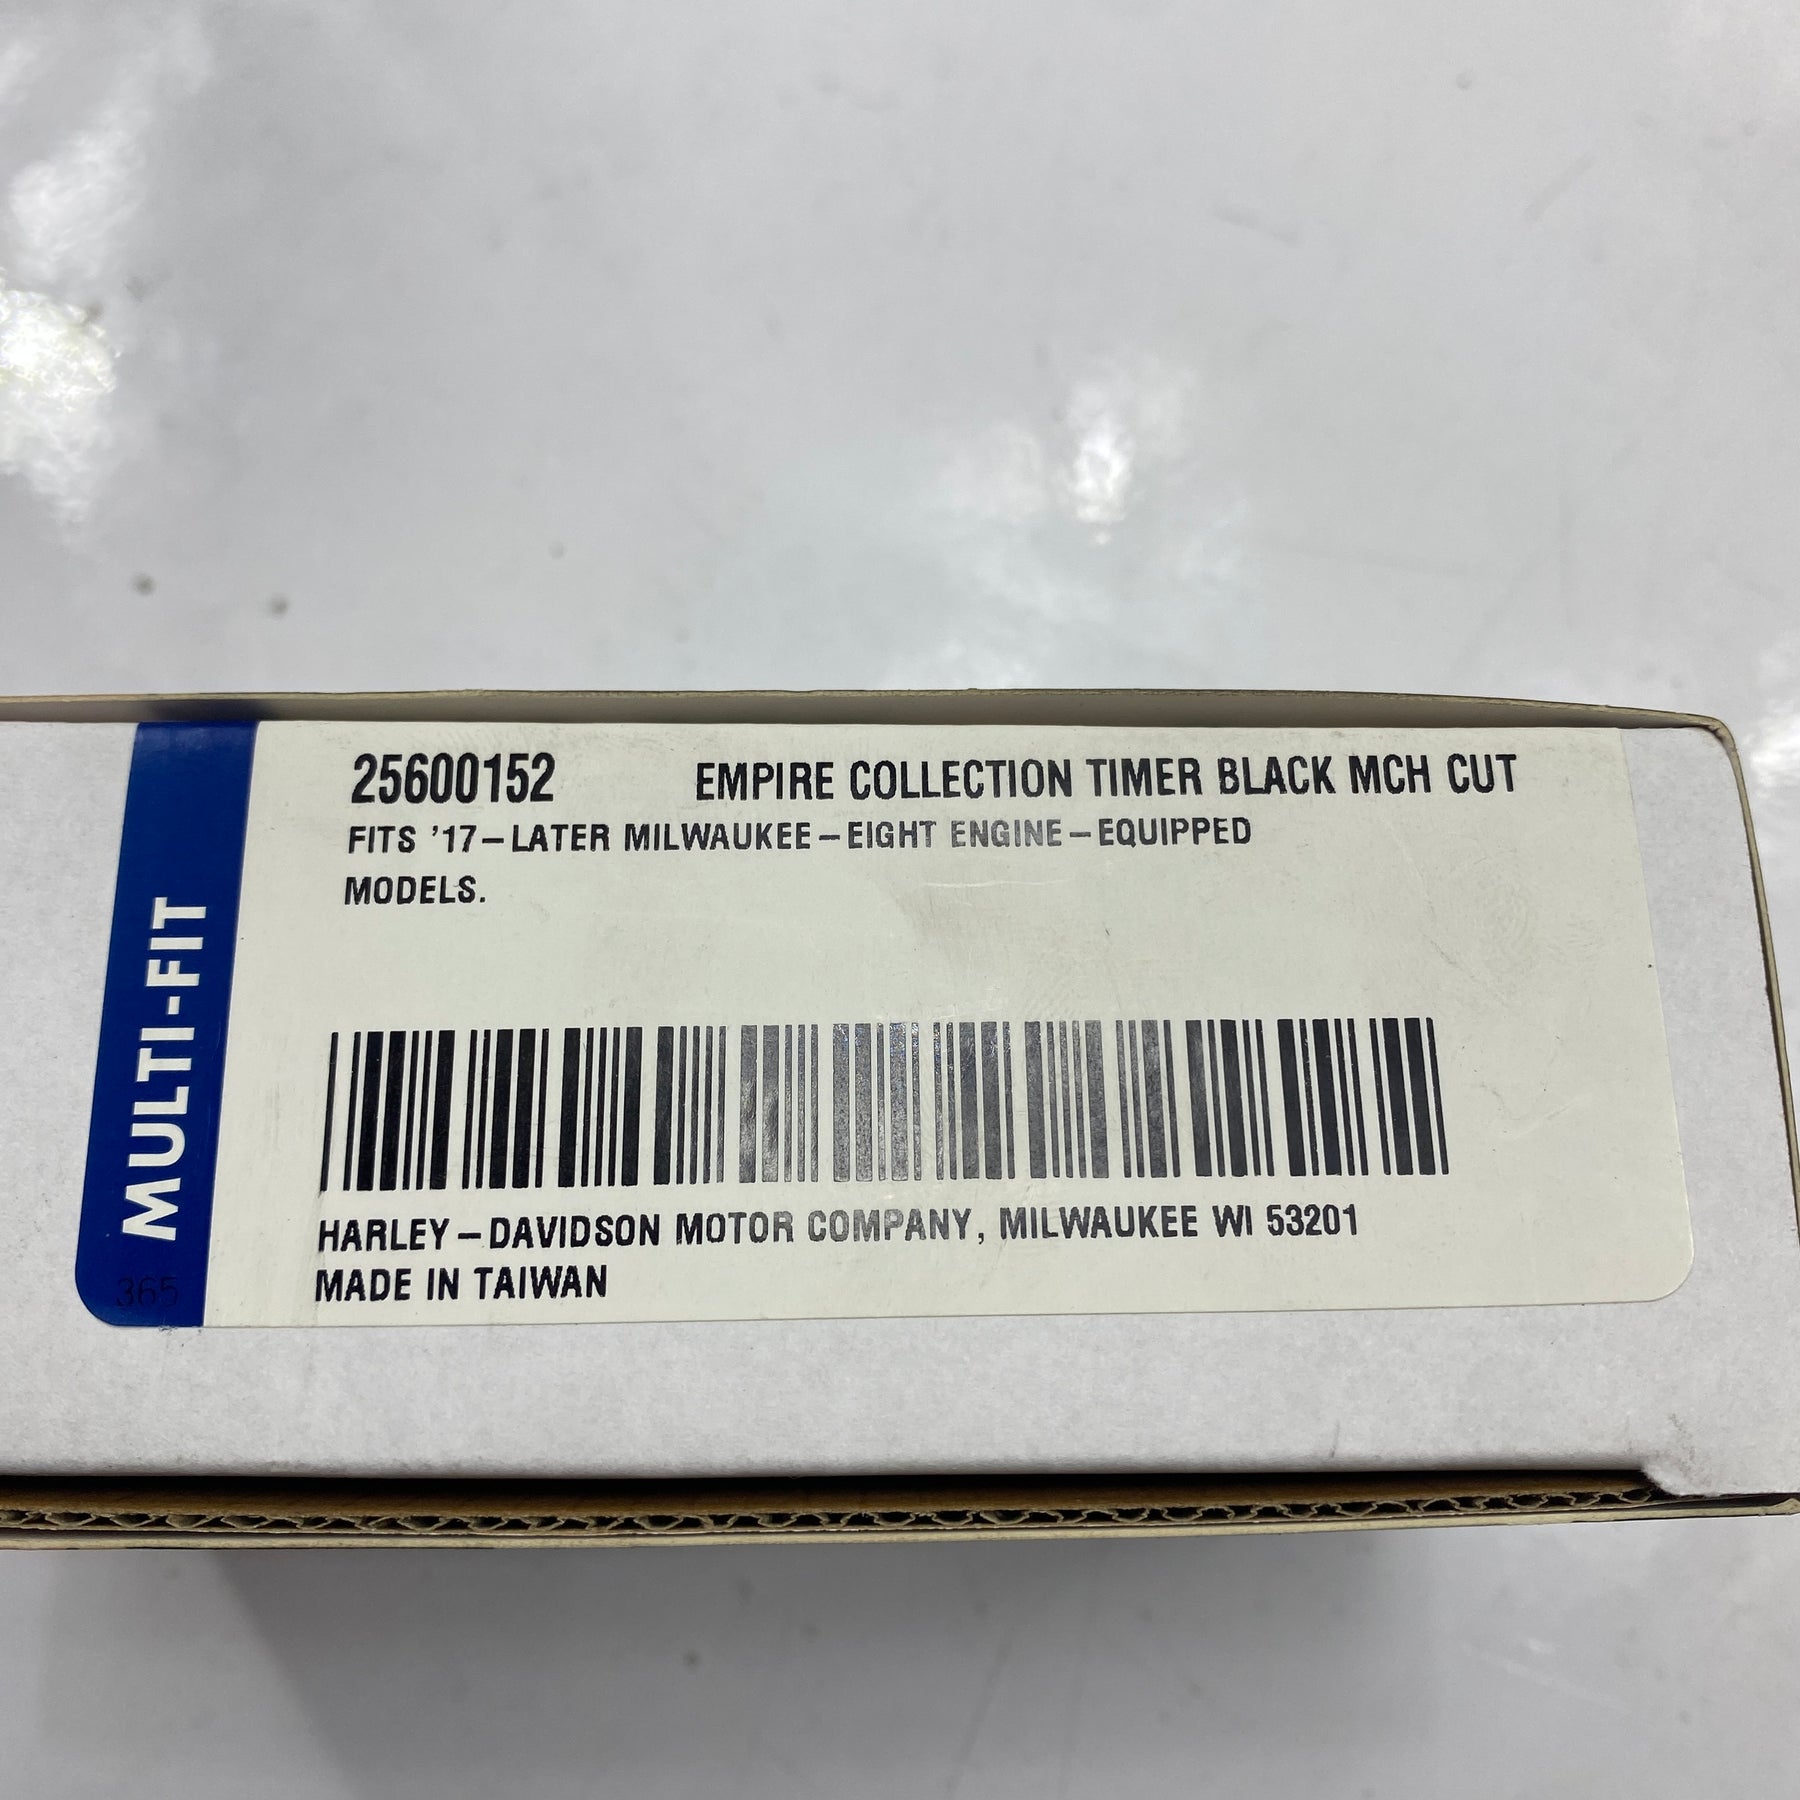 25600152 EMPIRE COLLECTION TIMER BLACK MCH CUT
FITS '17-LATER MILWAUKEE-EIGHT ENGINE-EQUIPPED
MODELS.
MULTI-FIT
365
HARLEY-DAVIDSON MOTOR COMPANY, MILWAUKEE WI 53201
MADE IN TAIWAN